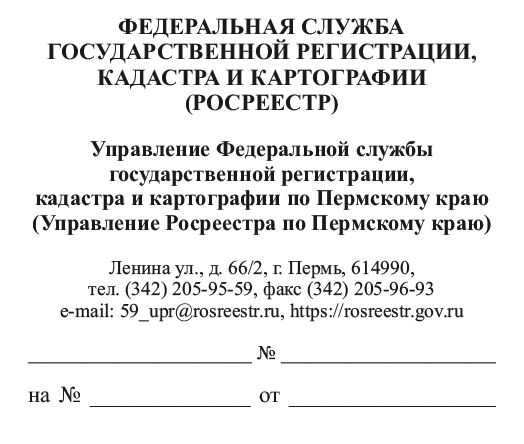 ФЕДЕРАЛЬНАЯ СЛУЖБА
ГОСУДАРСТВЕННОЙ РЕГИСТРАЦИИ,
КАДАСТРА И КАРТОГРАФИИ
(РОСРЕЕСТР)
Управление Федеральной службы
государственной регистрации,
кадастра и картографии по Пермскому краю
(Управление Росреестра по Пермскому краю)
Ленина ул., д. 66/2, г. Пермь, 614990,
тел. (342) 205-95-59, факс (342) 205-96-93
e-mail: 59_upr@rosreestr.ru, https://rosreestr.gov.ru
____________________ № ____________________
на № ______________ от ____________________